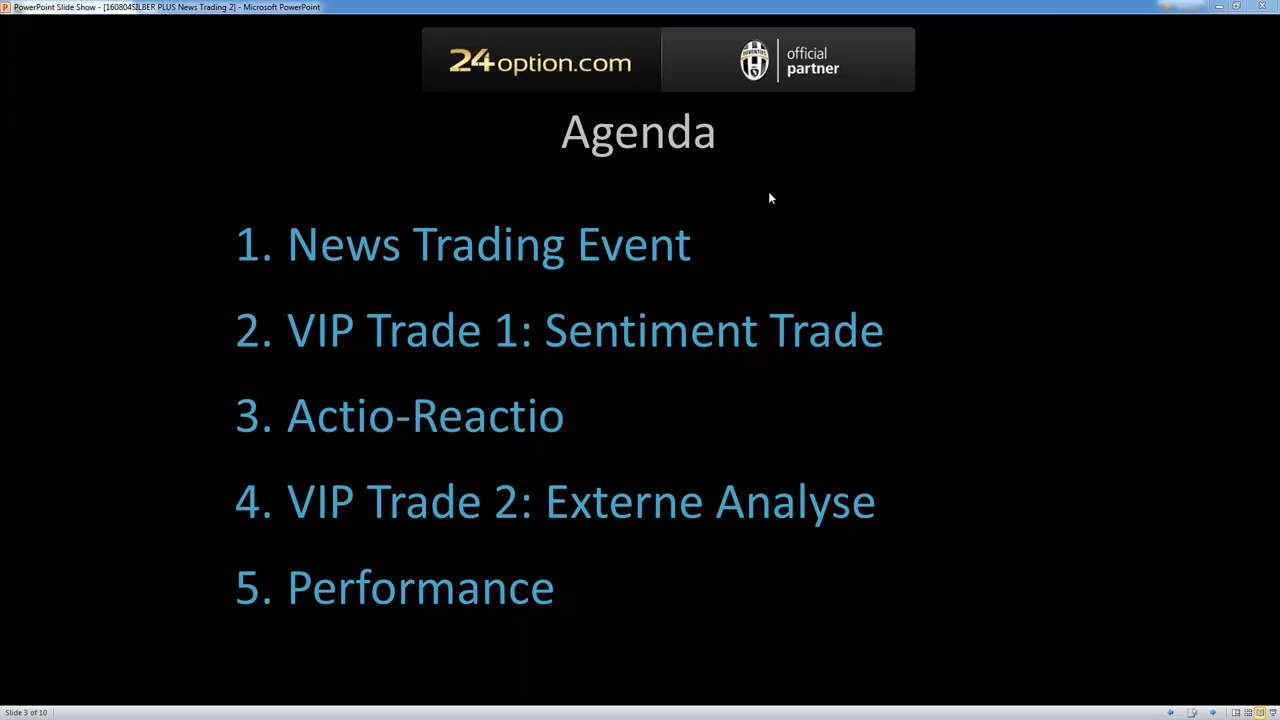 PowerPoint Slide Show - [160804SILBER PLUS News Trading 2] - Microsoft PowerPoint
24option.com
JUVENTUS
official
partner
Agenda
1. News Trading Event
2. VIP Trade 1: Sentiment Trade
3. Actio-Reactio
4. VIP Trade 2: Externe Analyse
5. Performance
Slide 3 of 10